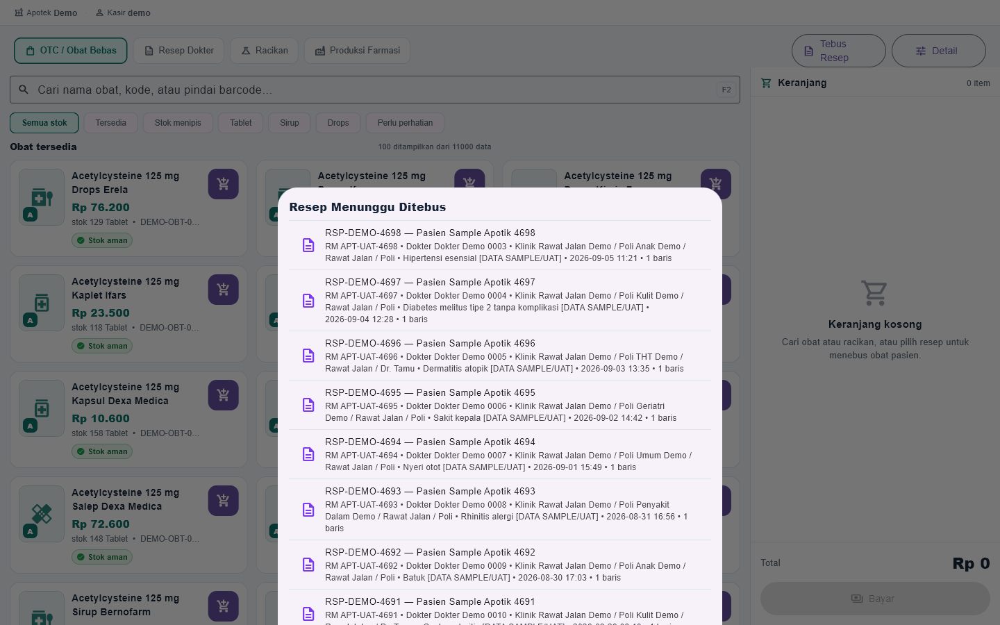 Apotek Demo
Kasir demo
OTC / Obat Bebas
Resep Dokter
Racikan
Produksi Farmasi
Tebus
Resep
Detail
Cari nama obat, kode, atau pindai barcode...
F2
Semua stok
Tersedia
Stok menipis
Tablet
Sirup
Drops
Perlu perhatian
Obat tersedia
100 ditampilkan dari 11000 data
Acetylcysteine 125 mg
Drops Erela
Rp 76.200
stok 129 Tablet • DEMO-OBT-0...
Stok aman
A
Acetylcysteine 125 mg
Acetylcysteine 125 mg
Acetylcysteine 125 mg
Kaplet Ifars
Rp 23.500
stok 118 Tablet • DEMO-OBT-0...
Stok aman
A
Acetylcysteine 125 mg
Kapsul Dexa Medica
Rp 10.600
stok 158 Tablet • DEMO-OBT-0...
Stok aman
A
Acetylcysteine 125 mg
Salep Dexa Medica
Rp 72.600
stok 148 Tablet • DEMO-OBT-0...
Stok aman
A
Acetylcysteine 125 mg
Sirup Bernofarm
A
Resep Menunggu Ditebus
RSP-DEMO-4698 — Pasien Sample Apotik 4698
RM APT-UAT-4698 • Dokter Dokter Demo 0003 • Klinik Rawat Jalan Demo / Poli Anak Demo /
Rawat Jalan / Poli • Hipertensi esensial [DATA SAMPLE/UAT] • 2026-09-05 11:21 • 1 baris
RSP-DEMO-4697 — Pasien Sample Apotik 4697
RM APT-UAT-4697 • Dokter Dokter Demo 0004 • Klinik Rawat Jalan Demo / Poli Kulit Demo /
Rawat Jalan / Poli • Diabetes melitus tipe 2 tanpa komplikasi [DATA SAMPLE/UAT] •
2026-09-04 12:28 • 1 baris
RSP-DEMO-4696 — Pasien Sample Apotik 4696
RM APT-UAT-4696 • Dokter Dokter Demo 0005 • Klinik Rawat Jalan Demo / Poli THT Demo /
Rawat Jalan / Dr. Tamu • Dermatitis atopik [DATA SAMPLE/UAT] • 2026-09-03 13:35 • 1 baris
RSP-DEMO-4695 — Pasien Sample Apotik 4695
RM APT-UAT-4695 • Dokter Dokter Demo 0006 • Klinik Rawat Jalan Demo / Poli Geriatri
Demo / Rawat Jalan / Poli • Sakit kepala [DATA SAMPLE/UAT] • 2026-09-02 14:42 • 1 baris
RSP-DEMO-4694 — Pasien Sample Apotik 4694
RM APT-UAT-4694 • Dokter Dokter Demo 0007 • Klinik Rawat Jalan Demo / Poli Umum Demo /
Rawat Jalan / Poli • Nyeri otot [DATA SAMPLE/UAT] • 2026-09-01 15:49 • 1 baris
RSP-DEMO-4693 — Pasien Sample Apotik 4693
RM APT-UAT-4693 • Dokter Dokter Demo 0008 • Klinik Rawat Jalan Demo / Poli Penyakit
Dalam Demo / Rawat Jalan / Poli • Rhinitis alergi [DATA SAMPLE/UAT] • 2026-08-31 16:56 • 1
baris
RSP-DEMO-4692 — Pasien Sample Apotik 4692
RM APT-UAT-4692 • Dokter Dokter Demo 0009 • Klinik Rawat Jalan Demo / Poli Anak Demo /
Rawat Jalan / Poli • Batuk [DATA SAMPLE/UAT] • 2026-08-30 17:03 • 1 baris
RSP-DEMO-4691 — Pasien Sample Apotik 4691
RM APT-UAT-4691 • Dokter Dokter Demo 0010 • Klinik Rawat Jalan Demo / Poli Kulit Demo /
Keranjang
0 item
Keranjang kosong
Cari obat atau racikan, atau pilih resep untuk
menebus obat pasien.
Total
Rp 0
Bayar